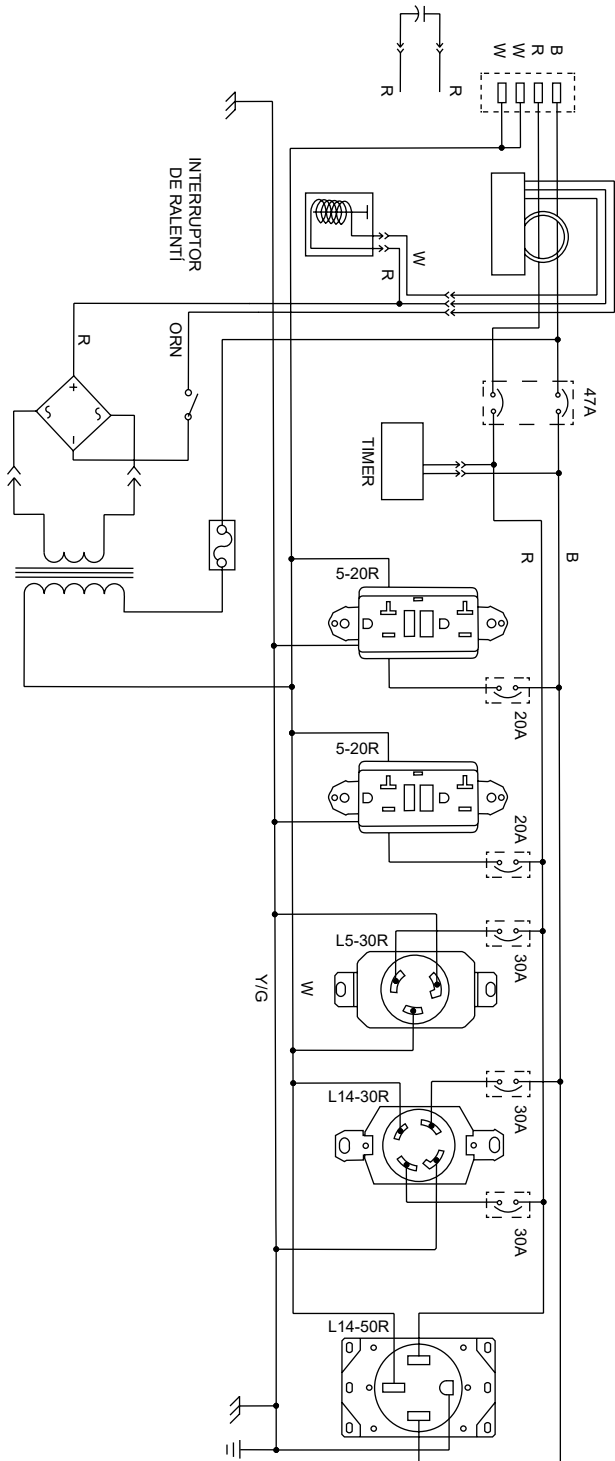 W
W
R
B
R
R
INTERRUPTOR
DE RALENTÍ
W
R
ORN
R
47A
TIMER
R
B
5-20R
20A
5-20R
20A
L5-30R
30A
Y/G
W
L14-30R
30A
30A
L14-50R
+
-